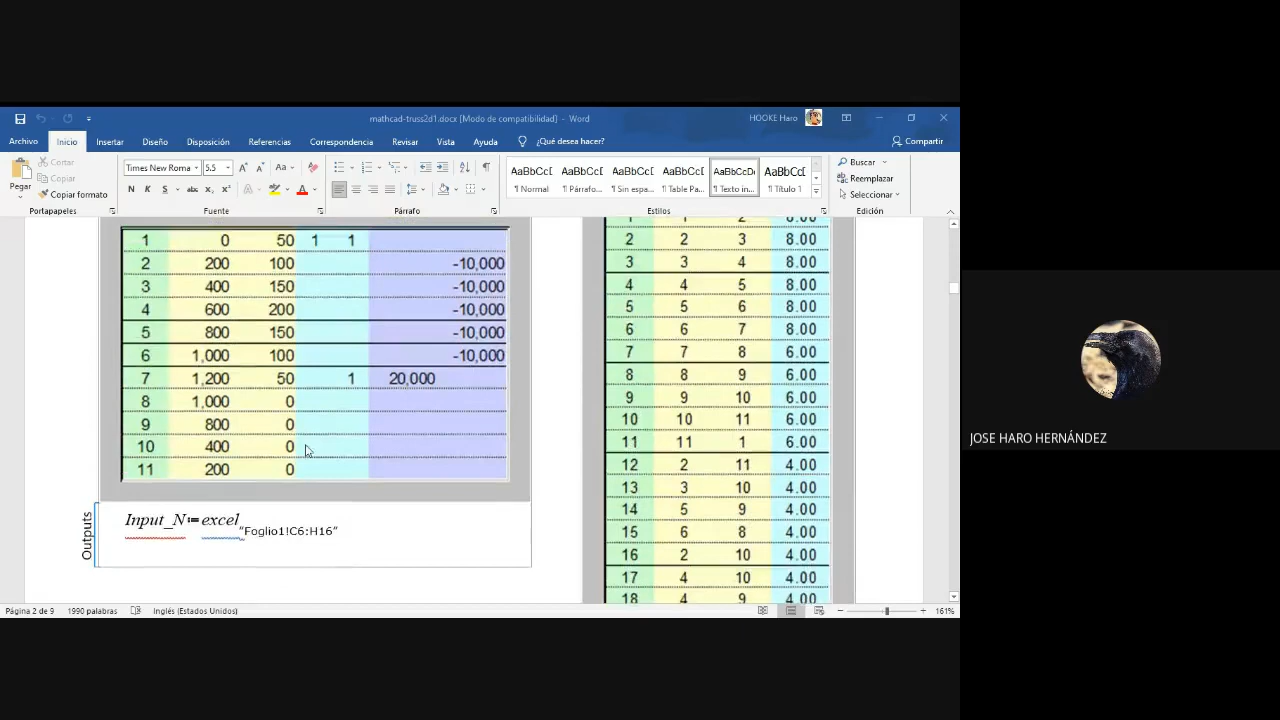 mathcad-truss2d1.docx [Modo de compatibilidad] – Word
HOOKE Haro
Archivo Inicio Insertar Diseño Disposición Referencias Correspondencia Revisar Vista Ayuda ¿Qué desea hacer? Compartir
Pegar
Cortar
Copiar
Copiar formato
Portapapeles
Times New Roma 5.5
Aa
N K S abc x₂ x² A A
Fuente
Párrafo
AaBbCcI AaBbCcI AaBbCcI AaBbCcI AaBbCcDi AaBbCcI
¶ Normal ¶ Párrafo... ¶ Sin espa... ¶ Table Pa... ¶ Texto in... ¶ Título 1
Estilos
Buscar
Reemplazar
Seleccionar
Edición
1 0 50 1 1
2 200 100 -10,000
3 400 150 -10,000
4 600 200 -10,000
5 800 150 -10,000
6 1,000 100 -10,000
7 1,200 50 1 20,000
8 1,000 0
9 800 0
10 400 0
11 200 0
Outputs
Input_N:=excel"Foglio1!C6:H16"
1 1 2 8.00
2 2 3 8.00
3 3 4 8.00
4 4 5 8.00
5 5 6 8.00
6 6 7 8.00
7 7 8 6.00
8 8 9 6.00
9 9 10 6.00
10 10 11 6.00
11 11 1 6.00
12 2 11 4.00
13 3 10 4.00
14 5 9 4.00
15 6 8 4.00
16 2 10 4.00
17 4 10 4.00
18 4 9 4.00
Página 2 de 9 1990 palabras Inglés (Estados Unidos) 161%
JOSE HARO HERNÁNDEZ